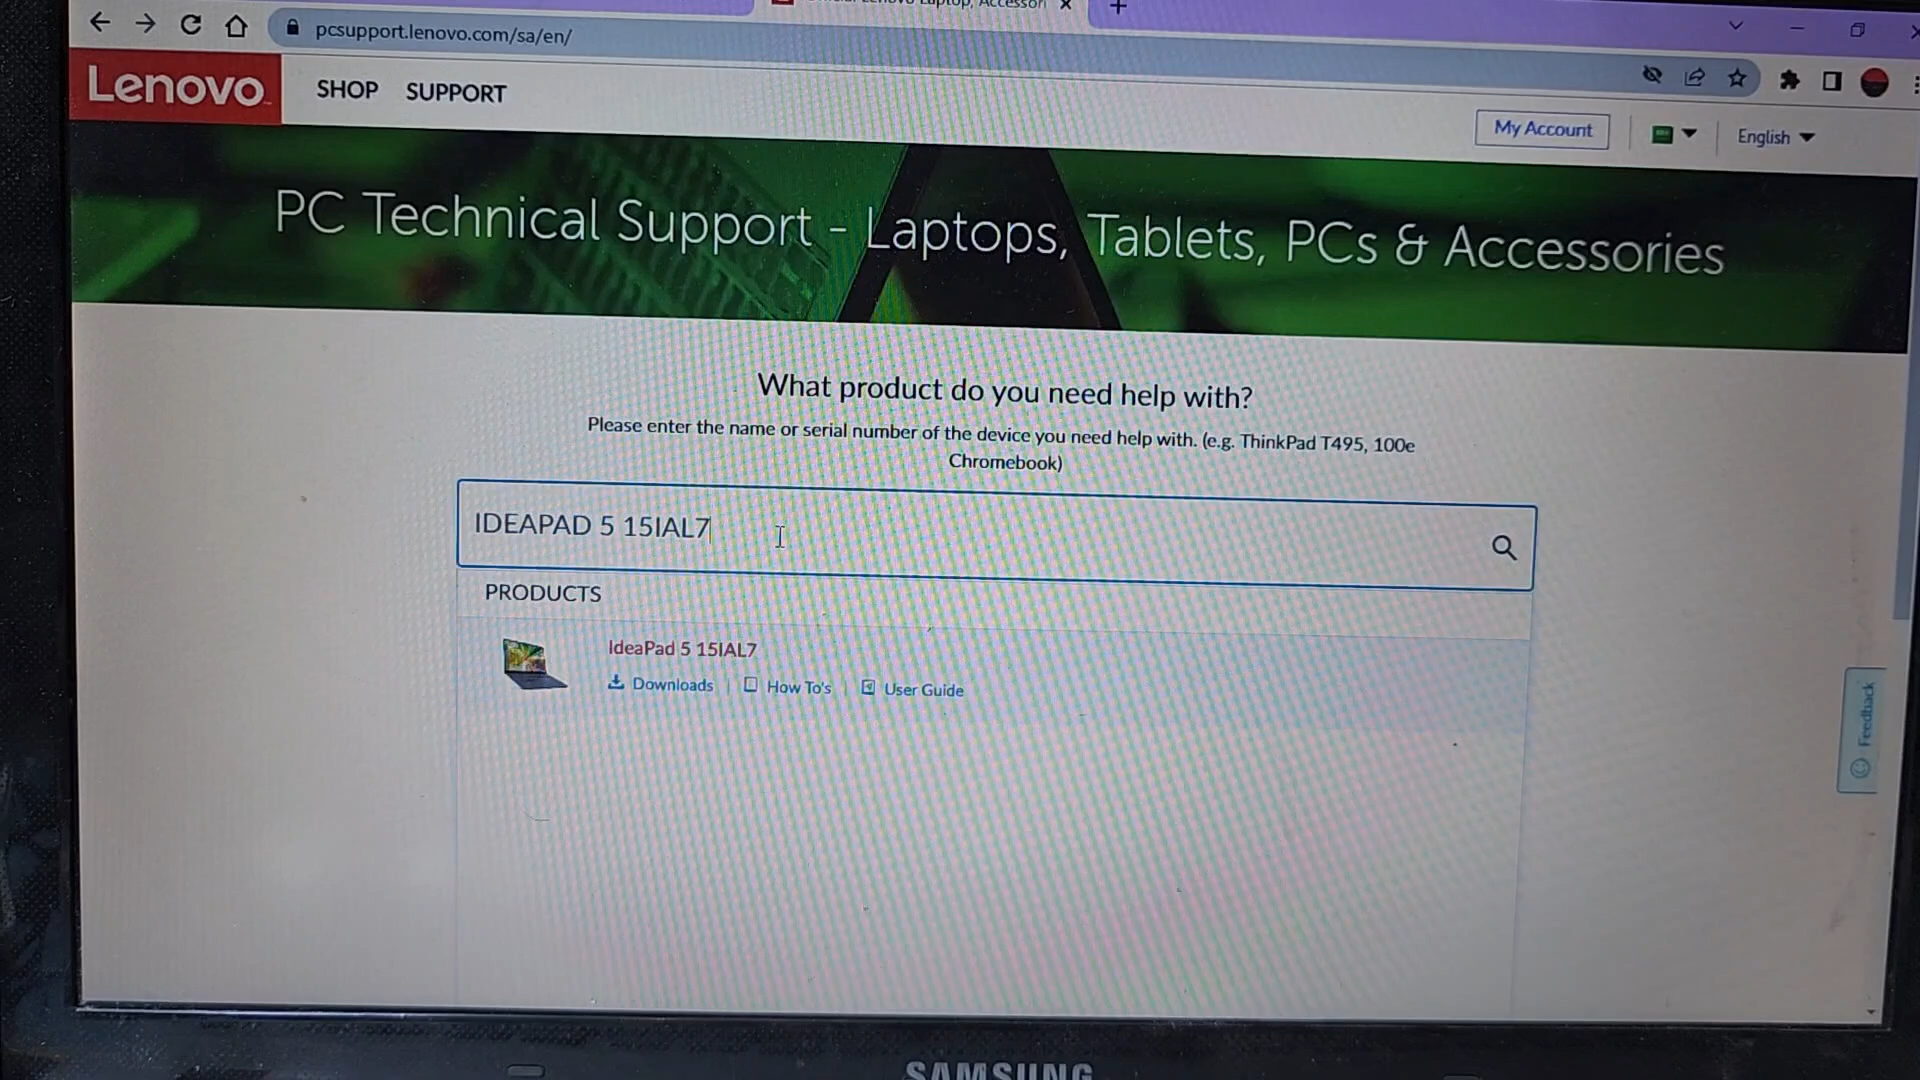 pcsupport.lenovo.com/sa/en/
Lenovo
SHOP SUPPORT
My Account
English
PC Technical Support - Laptops, Tablets, PCs & Accessories
What product do you need help with?
Please enter the name or serial number of the device you need help with. (e.g. ThinkPad T495, 100e
Chromebook)
IDEAPAD 5 15IAL7
PRODUCTS
IdeaPad 5 15IAL7
Downloads | How To's | User Guide
Feedback
SAMSUNG